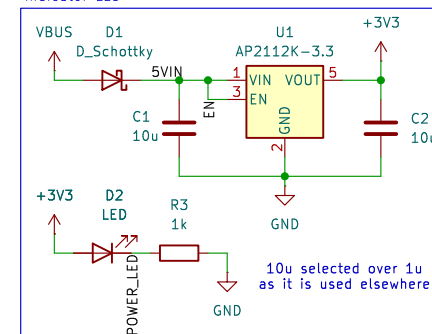 VBUS
D1
D_Schottky
5VIN
EN
C1
10u
U1
AP2112K-3.3
1
VIN
VOUT
5
3
EN
GND
2
+3V3
C2
GND
+3V3
D2
LED
POWER_LED
R3
1k
GND
10u selected over 1u
as it is used elsewhere